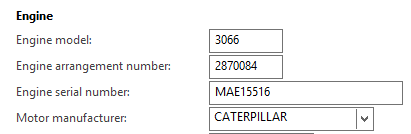 Engine
Engine model: 3066
Engine arrangement number: 2870084
Engine serial number: MAE15516
Motor manufacturer: CATERPILLAR